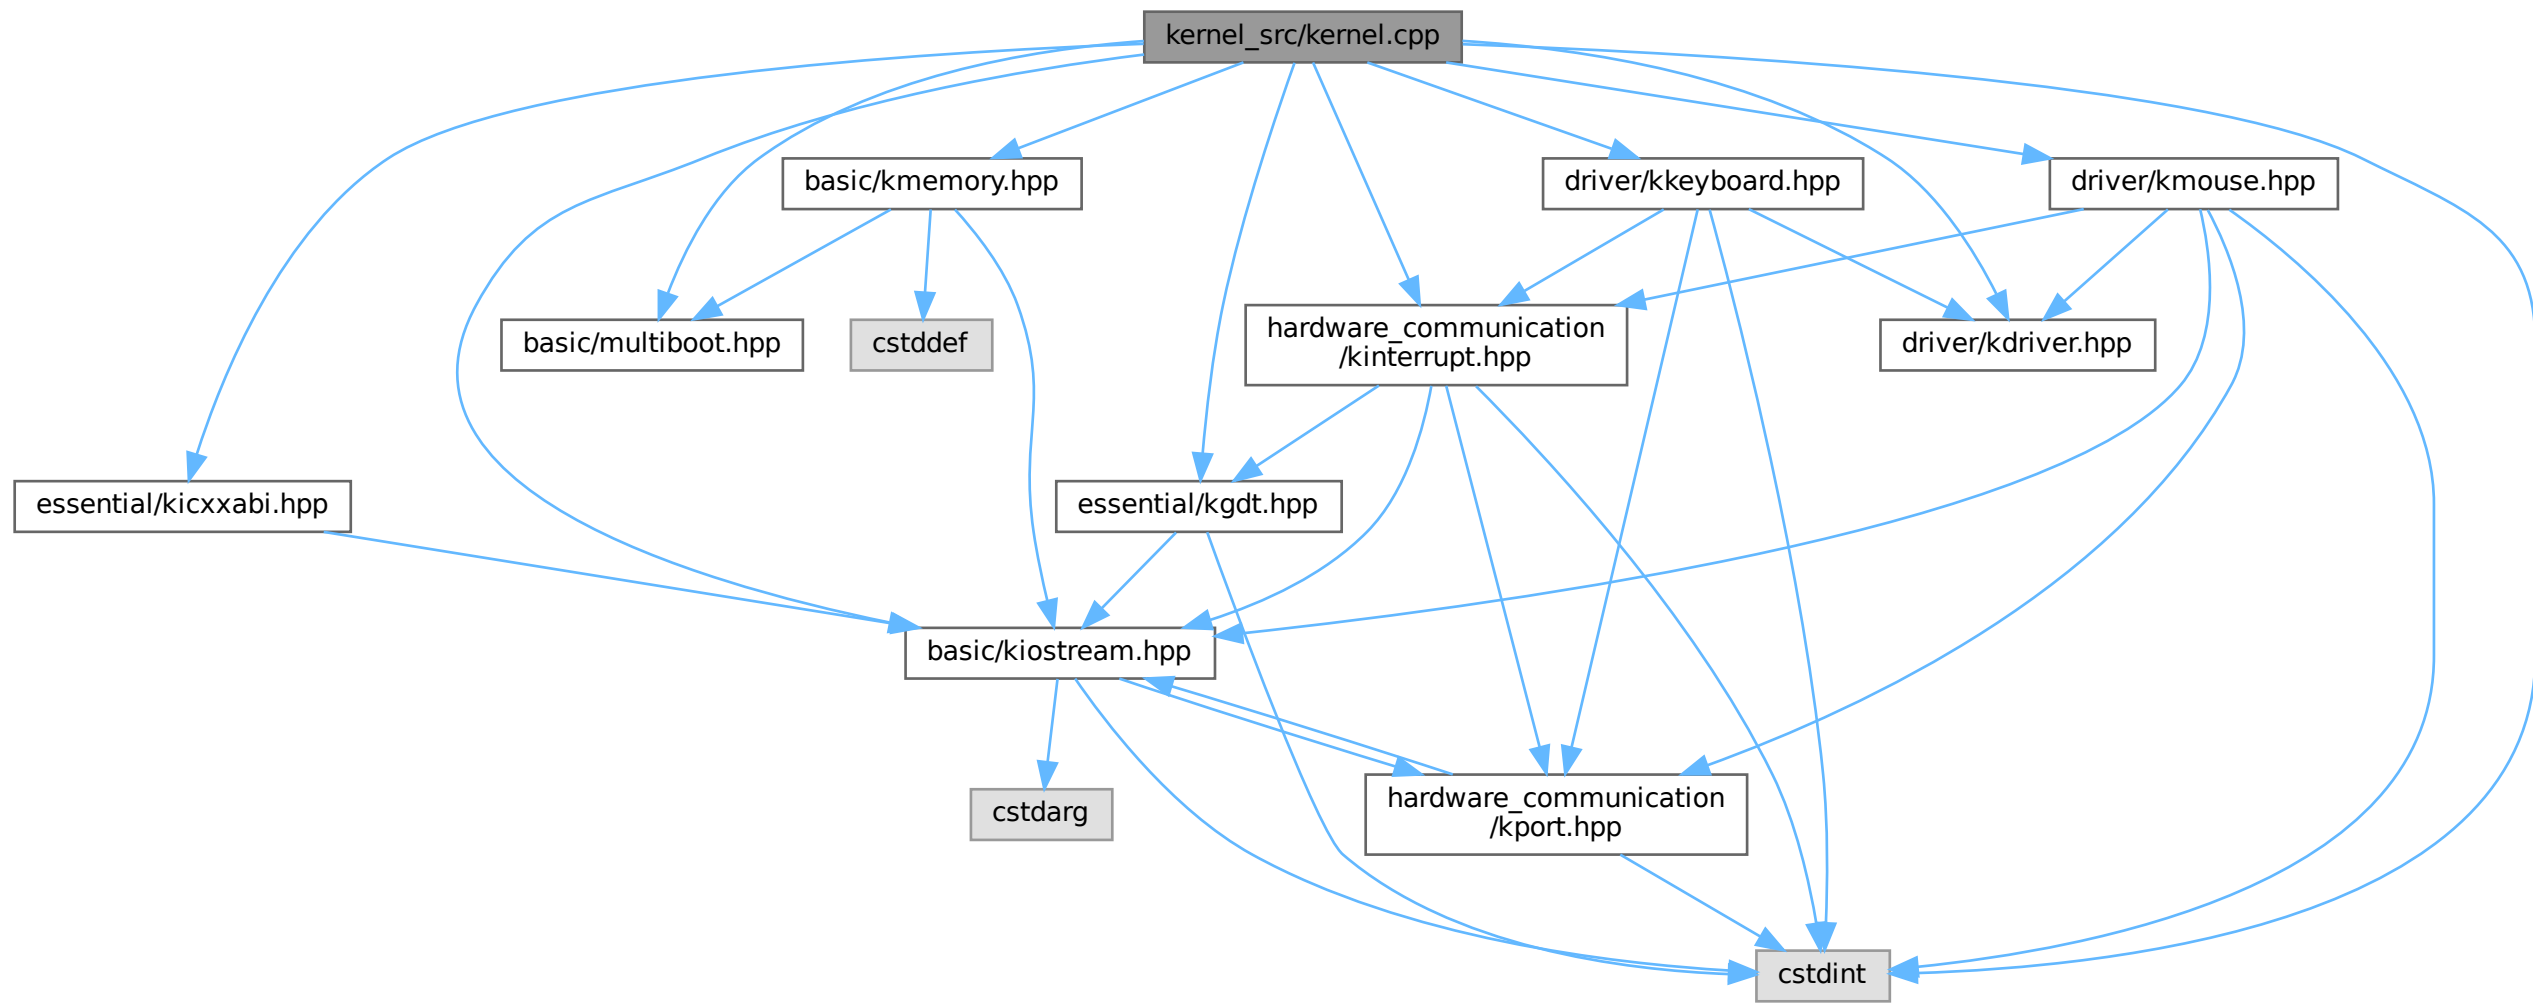 kernel_src/kernel.cpp
basic/kmemory.hpp
driver/kkeyboard.hpp
driver/kmouse.hpp
hardware_communication
/kinterrupt.hpp
basic/multiboot.hpp
cstddef
driver/kdriver.hpp
essential/kicxxabi.hpp
essential/kgdt.hpp
basic/kiostream.hpp
cstdarg
hardware_communication
/kport.hpp
cstdint